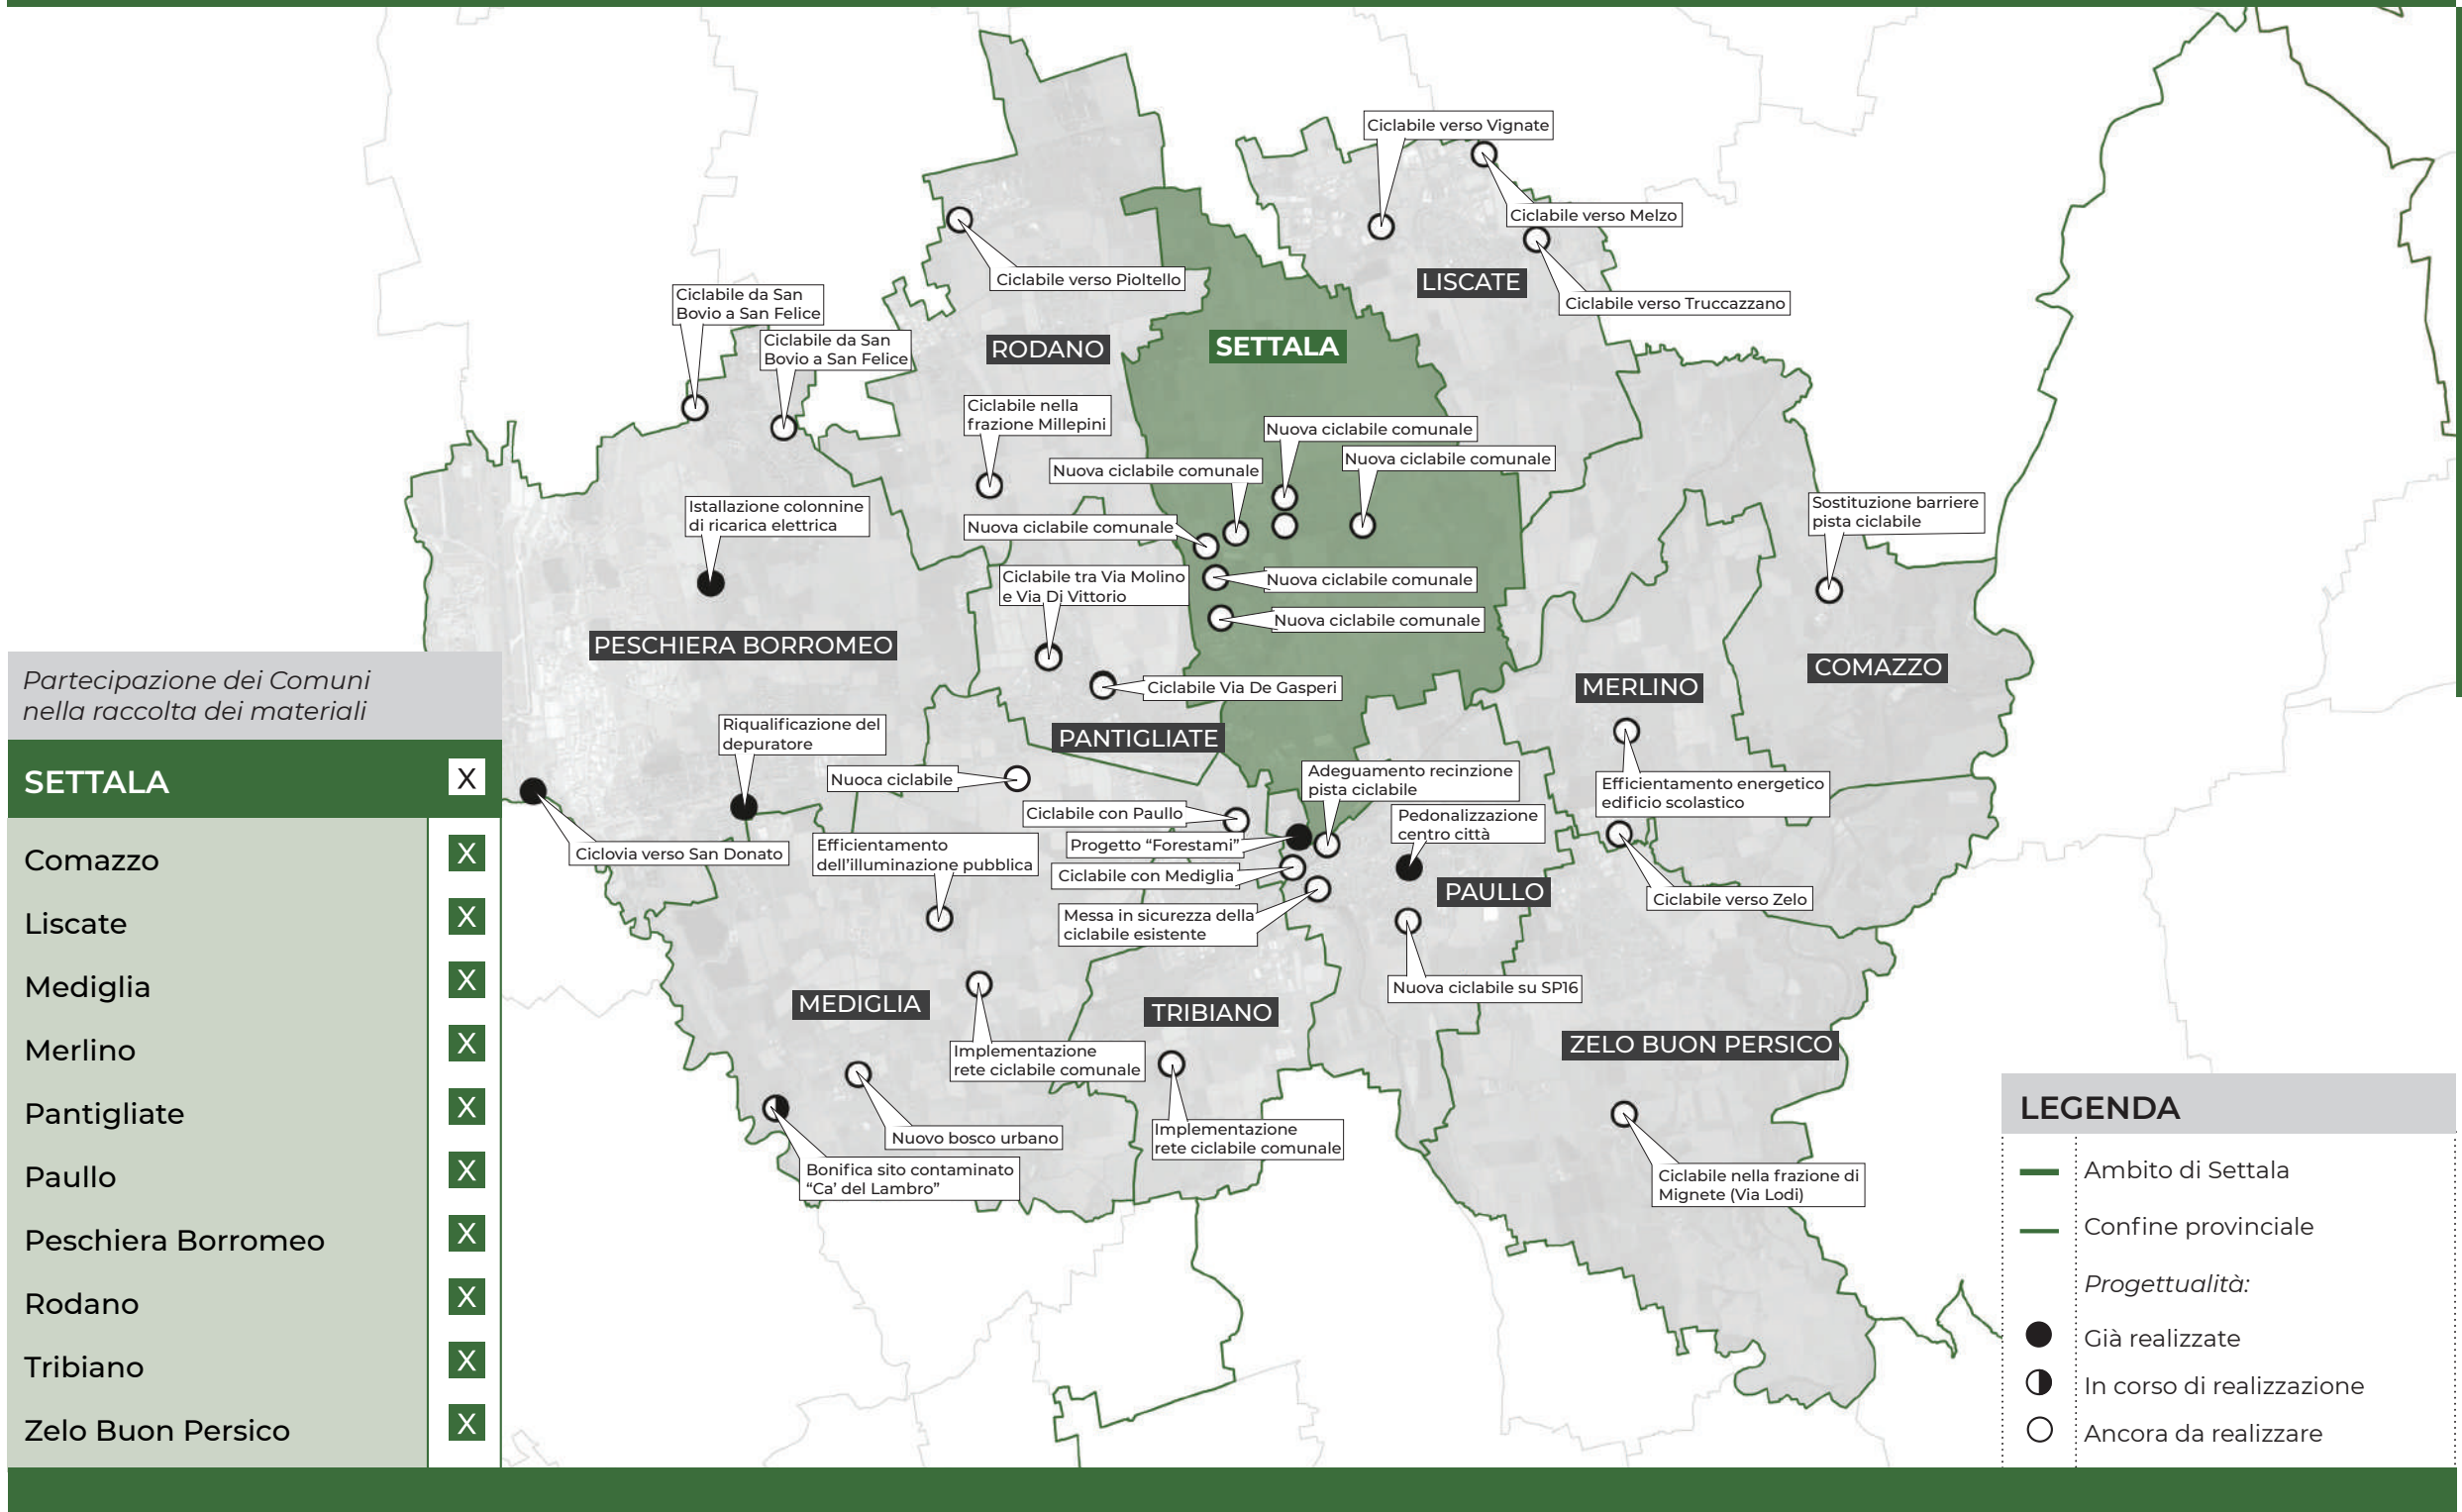 Ciclabile verso Vignate
Ciclabile verso Melzo
Ciclabile verso Pioltello
LISCATE
Ciclabile verso Truccazzano
Ciclabile da San
Bovio a San Felice
Ciclabile da San
Bovio a San Felice
RODANO
SETTALA
Ciclabile nella
frazione Millepini
Nuova ciclabile comunale
Nuova ciclabile comunale
Nuova ciclabile comunale
Istallazione colonnine
di ricarica elettrica
Nuova ciclabile comunale
Sostituzione barriere
pista ciclabile
Ciclabile tra Via Molino
e Via Di Vittorio
Nuova ciclabile comunale
Nuova ciclabile comunale
PESCHIERA BORROMEO
COMAZZO
Ciclabile Via De Gasperi
MERLINO
PANTIGLIATE
Riqualificazione del
depuratore
Nuoca ciclabile
Adeguamento recinzione
pista ciclabile
Efficientamento energetico
edificio scolastico
Ciclabile con Paullo
Pedonalizzazione
centro città
Progetto “Forestami”
Ciclovia verso San Donato
Efficientamento
dell’illuminazione pubblica
Ciclabile con Mediglia
PAULLO
Ciclabile verso Zelo
Messa in sicurezza della
ciclabile esistente
Nuova ciclabile su SP16
MEDIGLIA
TRIBIANO
ZELO BUON PERSICO
Implementazione
rete ciclabile comunale
Nuovo bosco urbano
Implementazione
rete ciclabile comunale
Bonifica sito contaminato
“Ca’ del Lambro”
Ciclabile nella frazione di
Mignete (Via Lodi)
Partecipazione dei Comuni
nella raccolta dei materiali
SETTALA X
Comazzo X
Liscate X
Mediglia X
Merlino X
Pantigliate X
Paullo X
Peschiera Borromeo X
Rodano X
Tribiano X
Zelo Buon Persico X
LEGENDA
Ambito di Settala
Confine provinciale
Progettualità:
Già realizzate
In corso di realizzazione
Ancora da realizzare